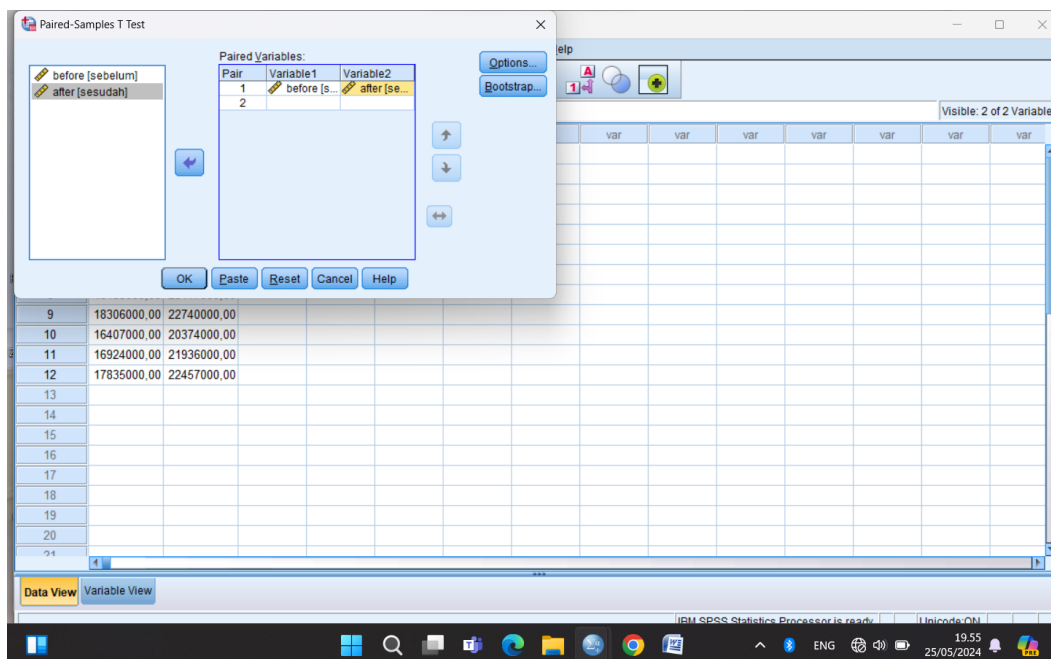 Paired-Samples T Test
elp
Paired Variables:
Options...
before [sebelum]
Pair Variable1 Variable2
after [sesudah]
1 before [s... after [se...
Bootstrap...
A
1
2
Visible: 2 of 2 Variable
var var var var var var var
OK Paste Reset Cancel Help
9 18306000,00 22740000,00
10 16407000,00 20374000,00
11 16924000,00 21936000,00
12 17835000,00 22457000,00
13
14
15
16
17
18
19
20
21
Data View Variable View
IBM SPSS Statistics Processor is ready Unicode:ON
ENG
19.55
25/05/2024
PRE